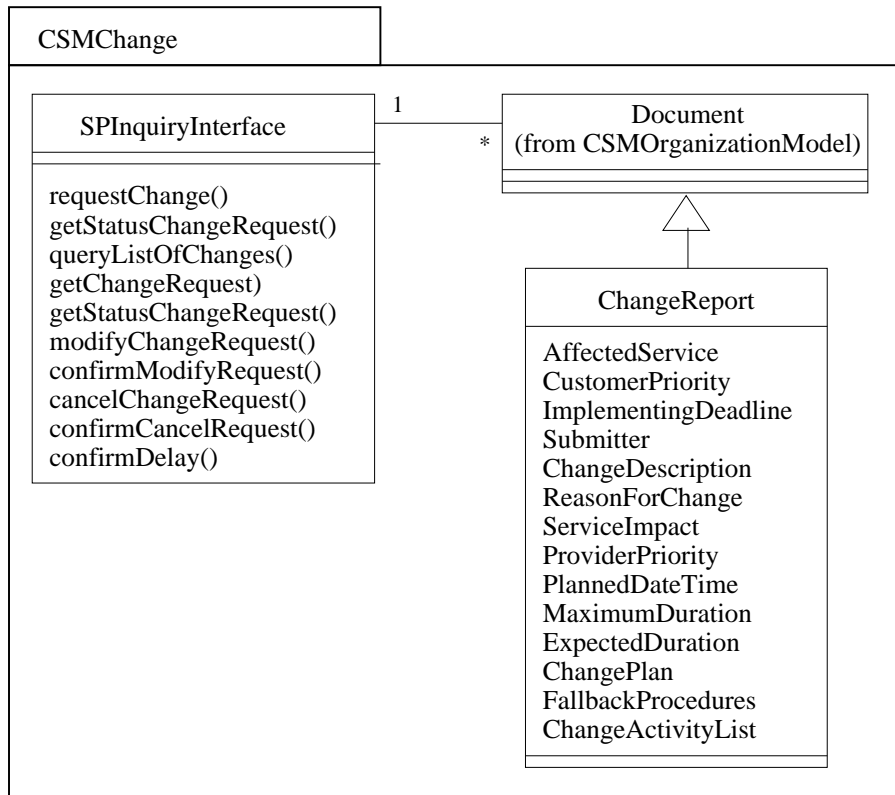 CSMChange
SPInquiryInterface
requestChange()
getStatusChangeRequest()
queryListOfChanges()
getChangeRequest)
getStatusChangeRequest()
modifyChangeRequest()
confirmModifyRequest()
cancelChangeRequest()
confirmCancelRequest()
confirmDelay()
1
*
Document
(from CSMOrganizationModel)
ChangeReport
AffectedService
CustomerPriority
ImplementingDeadline
Submitter
ChangeDescription
ReasonForChange
ServiceImpact
ProviderPriority
PlannedDateTime
MaximumDuration
ExpectedDuration
ChangePlan
FallbackProcedures
ChangeActivityList